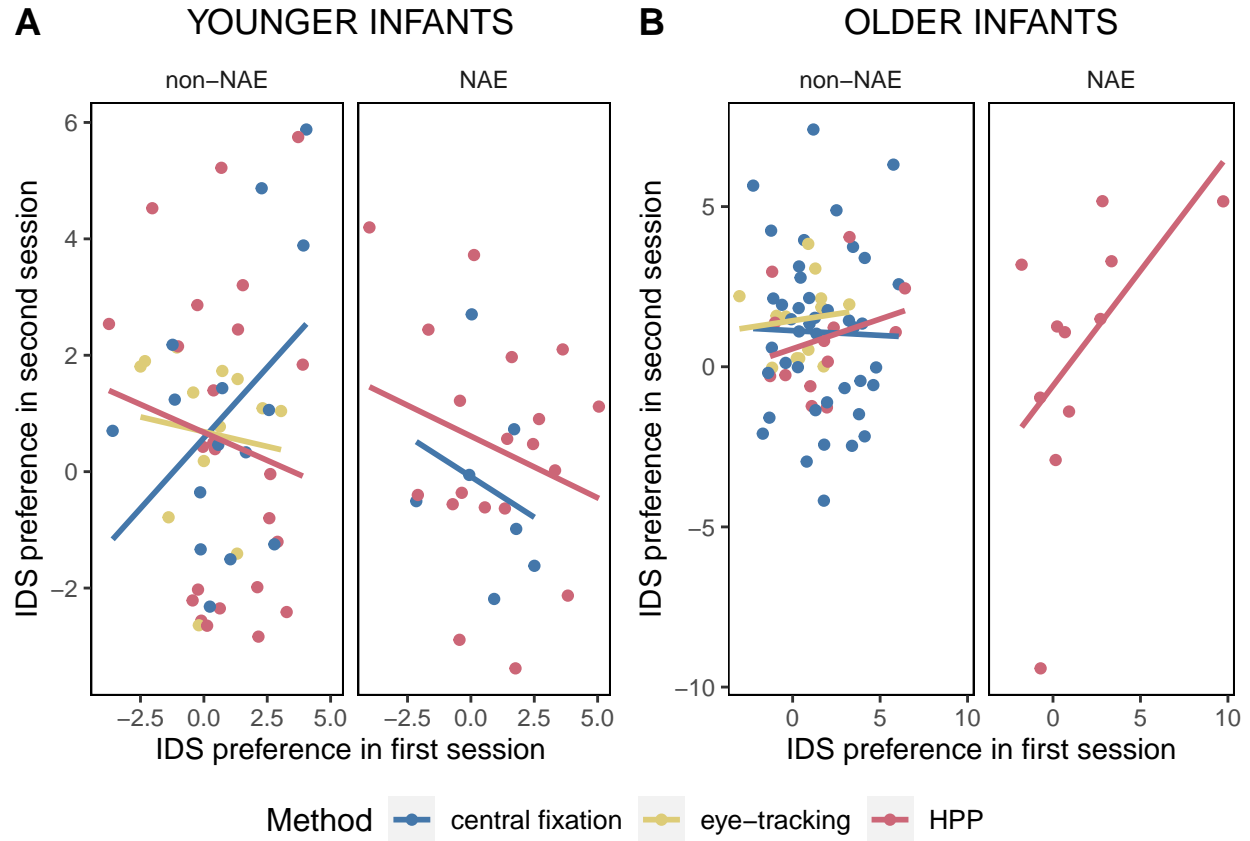 A YOUNGER INFANTS
B OLDER INFANTS
non−NAE NAE
non−NAE NAE
IDS preference in second session
6
4
2
0
−2
−2.5 0.0 2.5 5.0
−2.5 0.0 2.5 5.0
IDS preference in first session
IDS preference in second session
5
0
−5
−10
0 5 10
0 5 10
IDS preference in first session
Method central fixation eye−tracking HPP